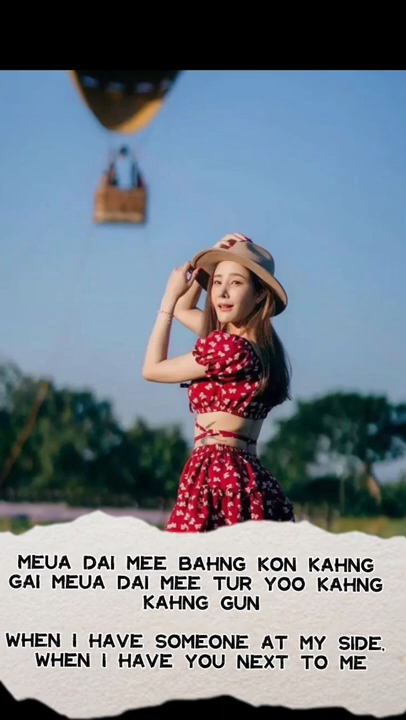 MEUA DAI MEE BAHNG KON KAHNG
GAI MEUA DAI MEE TUR YOO KAHNG
KAHNG GUN
WHEN I HAVE SOMEONE AT MY SIDE,
WHEN I HAVE YOU NEXT TO ME